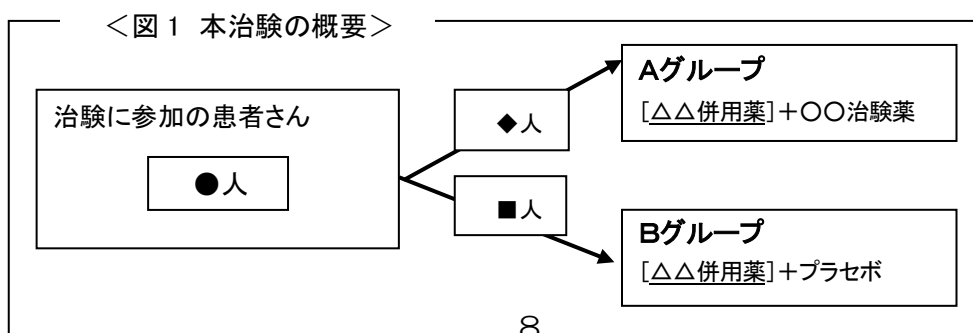 ＜図１ 本治験の概要＞
治験に参加の患者さん
●人
◆人
■人
Ａグループ
[△△併用薬]＋〇〇治験薬
Ｂグループ
[△△併用薬]＋プラセボ
8